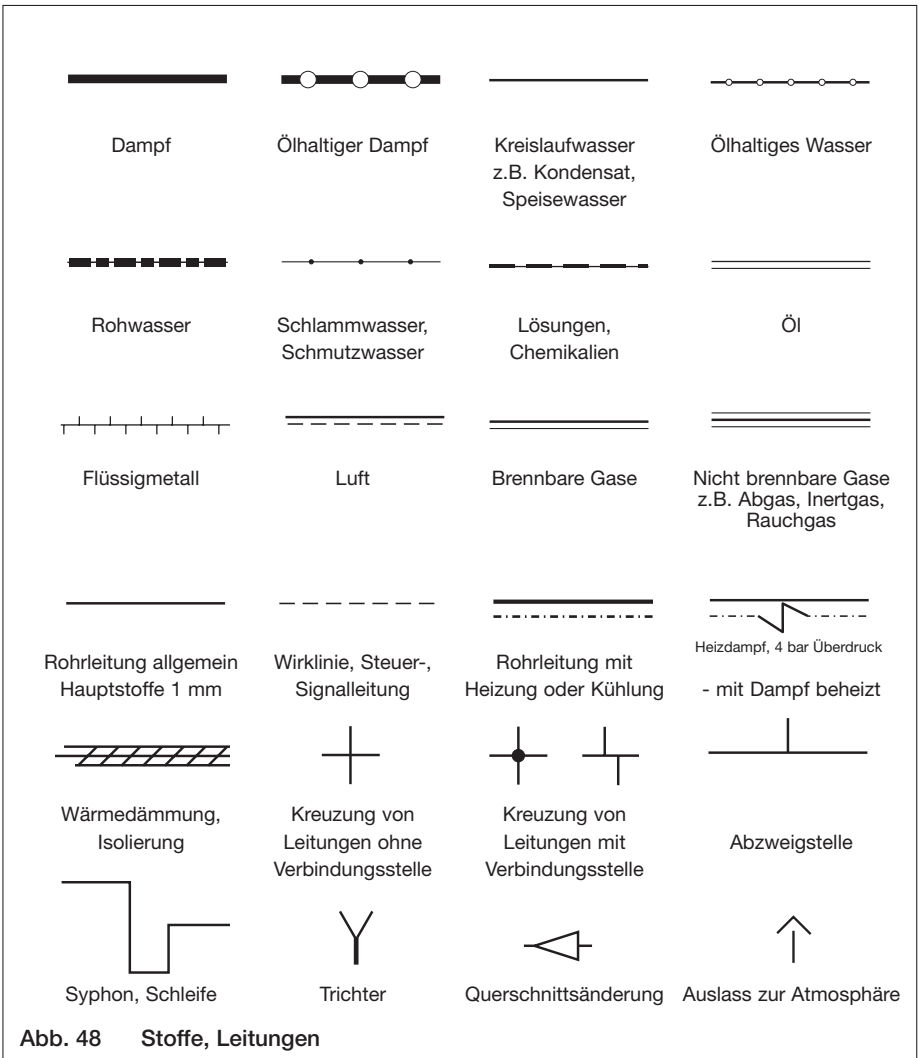 Dampf
Ölhaltiger Dampf
Kreislaufwasser
z.B. Kondensat,
Speisewasser
Ölhaltiges Wasser
Rohwasser
Schlammwasser,
Schmutzwasser
Lösungen,
Chemikalien
Öl
Flüssigmetall
Luft
Brennbare Gase
Nicht brennbare Gase
z.B. Abgas, Inertgas,
Rauchgas
Rohrleitung allgemein
Hauptstoffe 1 mm
Wirklinie, Steuer-,
Signalleitung
Rohrleitung mit
Heizung oder Kühlung
Heizdampf, 4 bar Überdruck
- mit Dampf beheizt
Wärmedämmung,
Isolierung
Kreuzung von
Leitungen ohne
Verbindungsstelle
Kreuzung von
Leitungen mit
Verbindungsstelle
Abzweigstelle
Syphon, Schleife
Trichter
Querschnittsänderung
Auslass zur Atmosphäre
Abb. 48 Stoffe, Leitungen